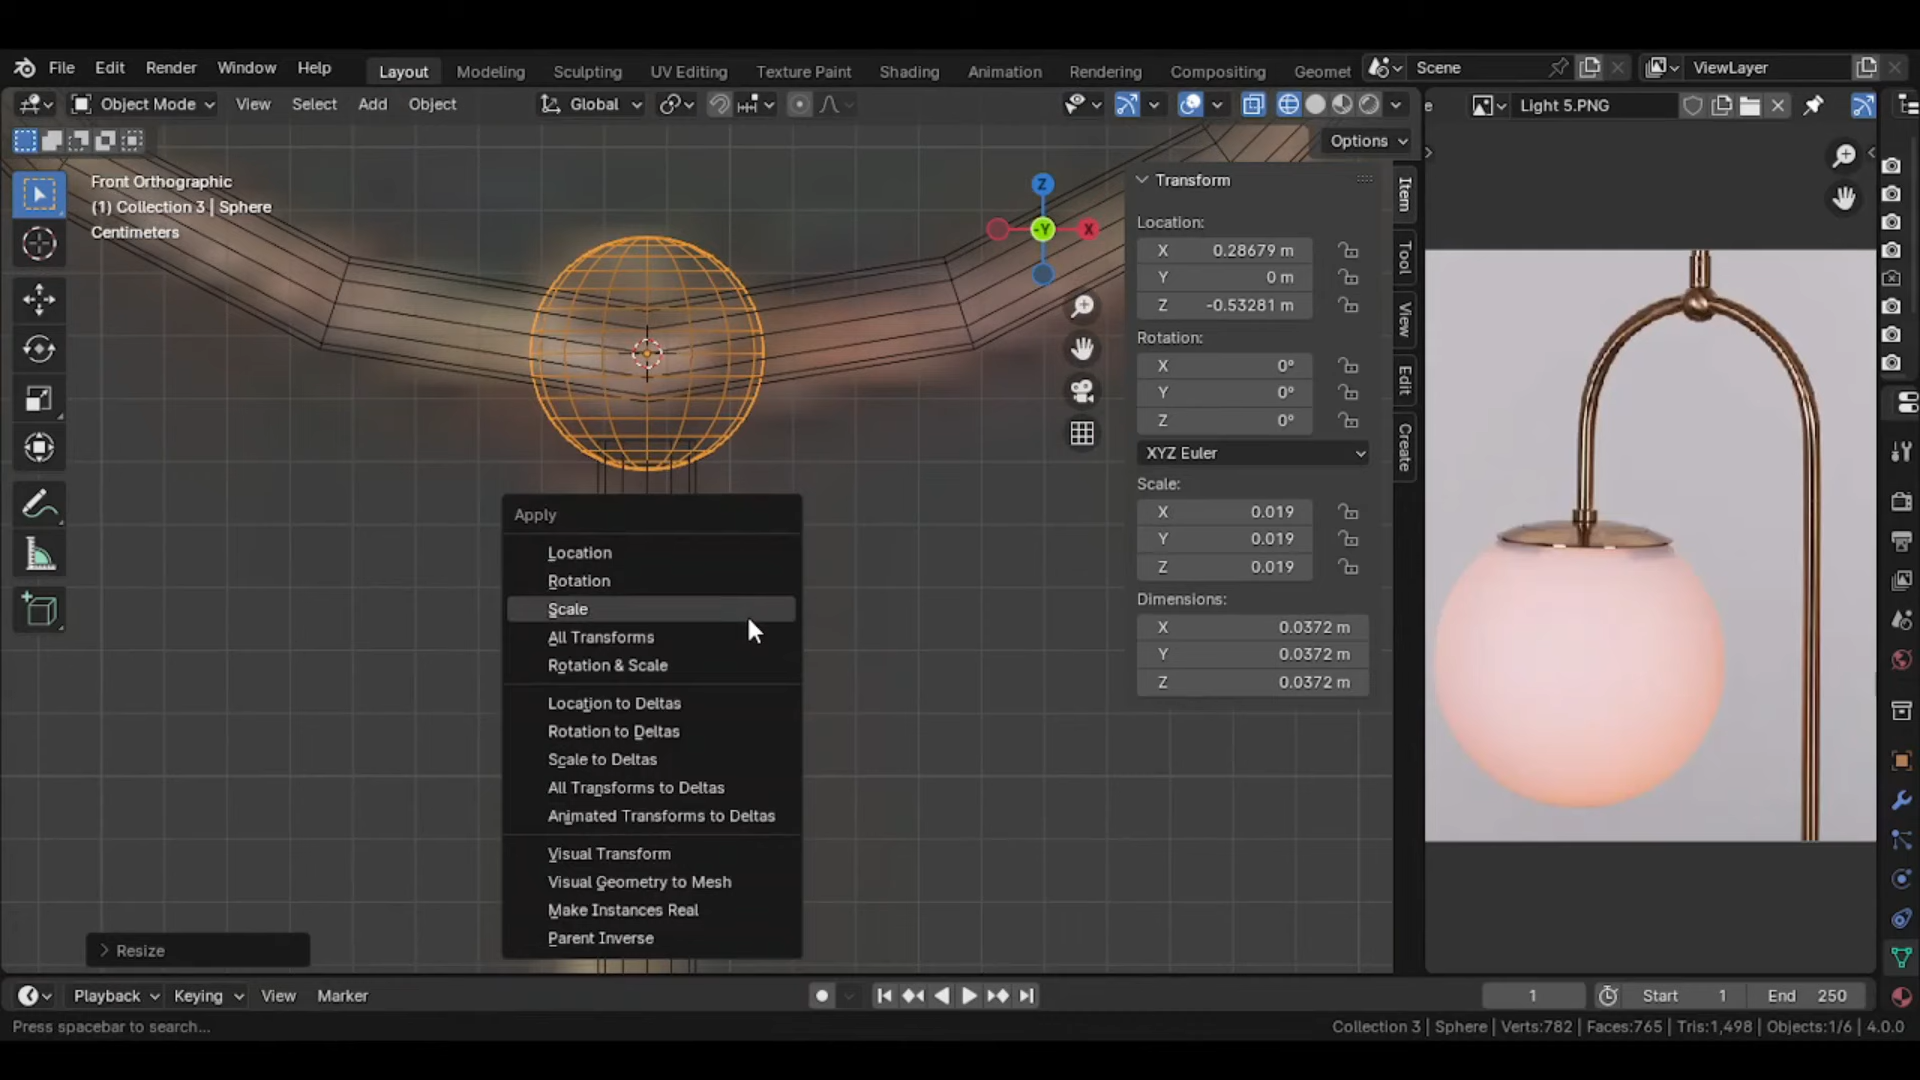 File Edit Render Window Help Layout Modeling Sculpting UV Editing Texture Paint Shading Animation Rendering Compositing Geomet Scene ViewLayer
Object Mode View Select Add Object Global e Light 5.PNG
Options
Front Orthographic
(1) Collection 3 | Sphere
Centimeters
Z
-Y
X
Transform
Location:
X 0.28679 m
Y 0 m
Z -0.53281 m
Rotation:
X 0°
Y 0°
Z 0°
XYZ Euler
Scale:
X 0.019
Y 0.019
Z 0.019
Dimensions:
X 0.0372 m
Y 0.0372 m
Z 0.0372 m
Item
Tool
View
Edit
Create
Apply
Location
Rotation
Scale
All Transforms
Rotation & Scale
Location to Deltas
Rotation to Deltas
Scale to Deltas
All Transforms to Deltas
Animated Transforms to Deltas
Visual Transform
Visual Geometry to Mesh
Make Instances Real
Parent Inverse
Resize
Playback Keying View Marker 1 Start 1 End 250
Press spacebar to search... Collection 3 | Sphere | Verts:782 | Faces:765 | Tris:1,498 | Objects:1/6 | 4.0.0